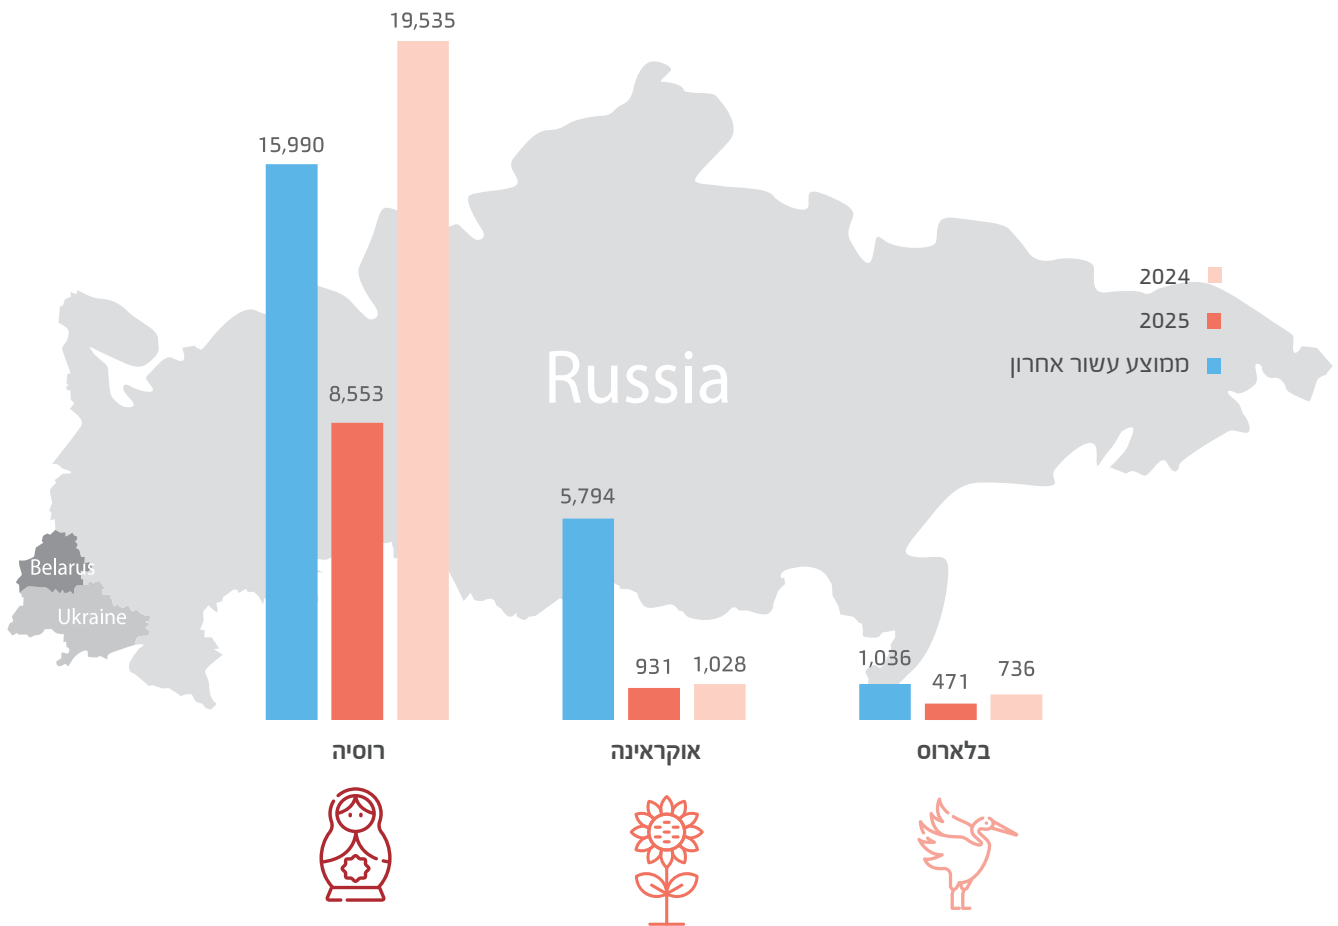 19,535
15,990
8,553
Russia
2024
2025
ממוצע עשור אחרון
5,794
931
1,028
1,036
471
736
Belarus
Ukraine
רוסיה
אוקראינה
בלארוס